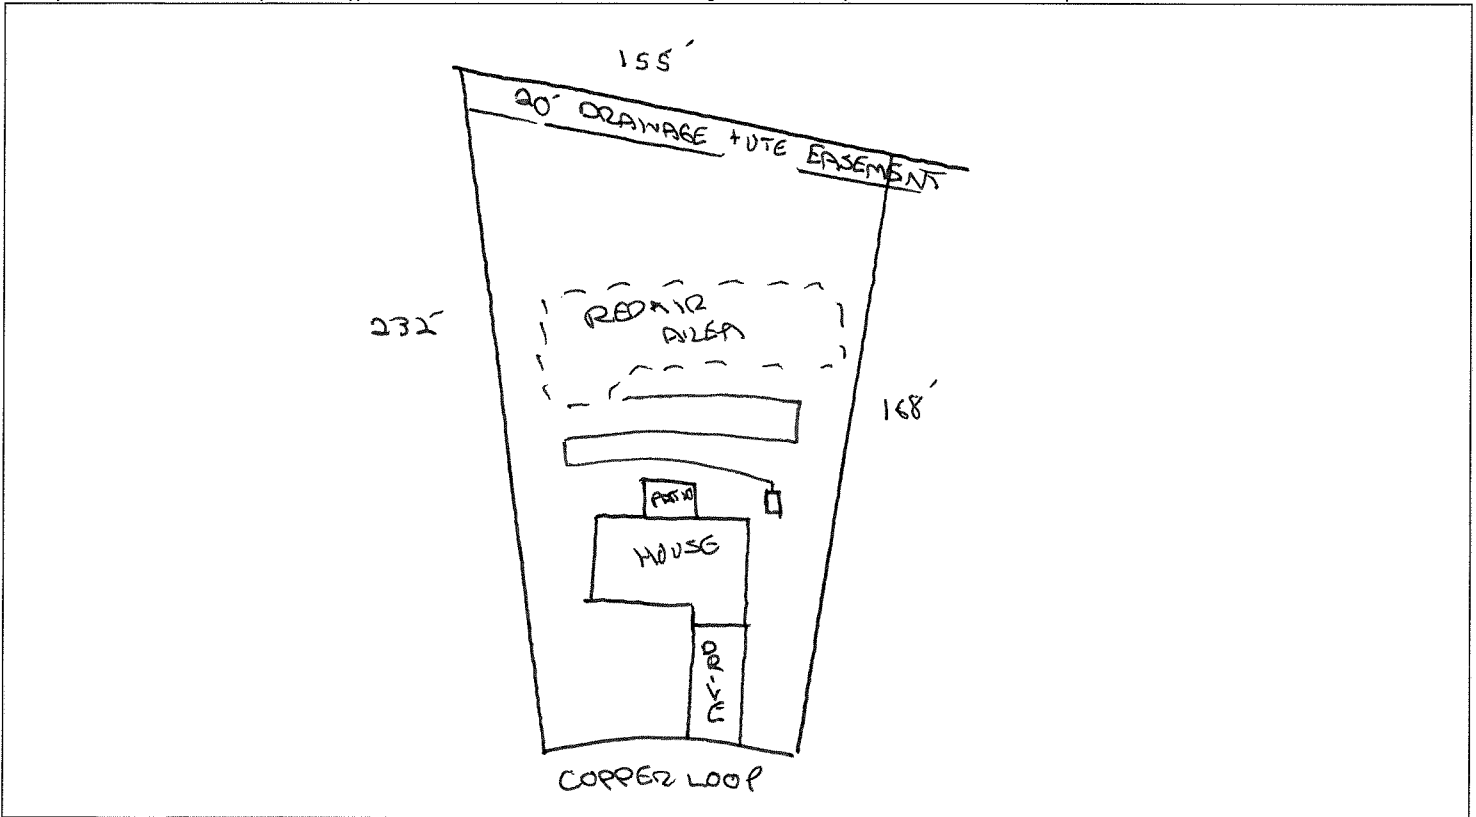 155'
20' DRAINAGE + UTE EASEMENT
REPAIR
AREA
232'
168'
PATIO
HOUSE
DRIVE
COPPER LOOP